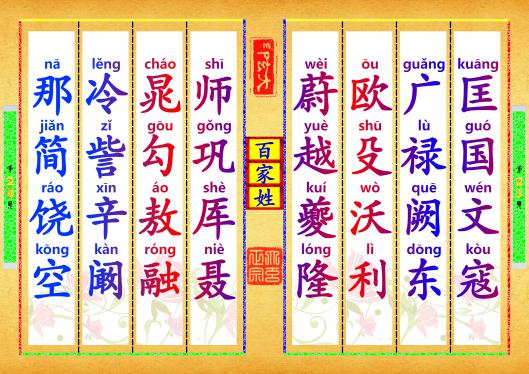 kuāng 匡 guó 国 wén 文 kòu 寇
guǎng 广 lù 禄 quē 阙 dōng 东
ōu 欧 shū 殳 wò 沃 lì 利
wèi 蔚 yuè 越 kuí 夔 lóng 隆
百家姓
shī 师 gǒng 巩 shè 厍 niè 聂
cháo 晁 gōu 勾 áo 敖 róng 融
lěng 冷 zǐ 訾 xīn 辛 kàn 阚
nā 那 jiǎn 简 ráo 饶 kōng 空